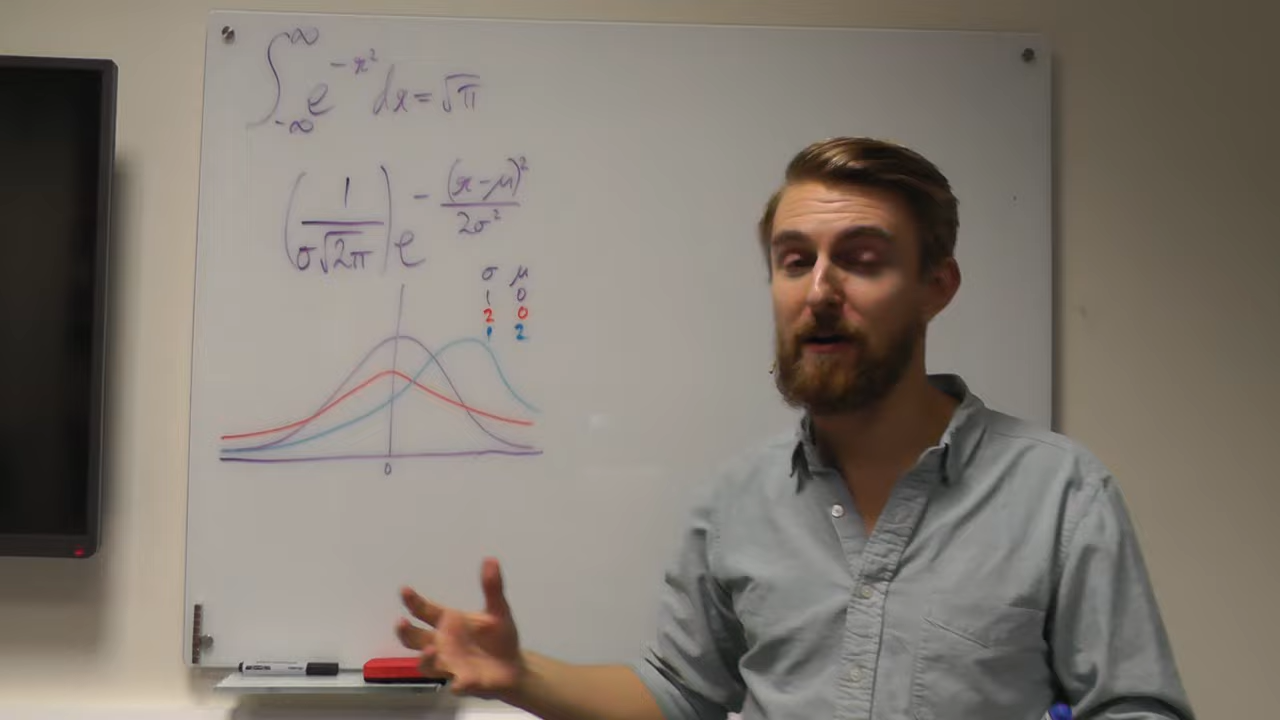 ∫_{-∞}^{∞} e^{-x²} dx = √π
(1/(σ√2π)) e^{-(x-μ)²/2σ²}
σ μ
1 0
2 0
1 2
0